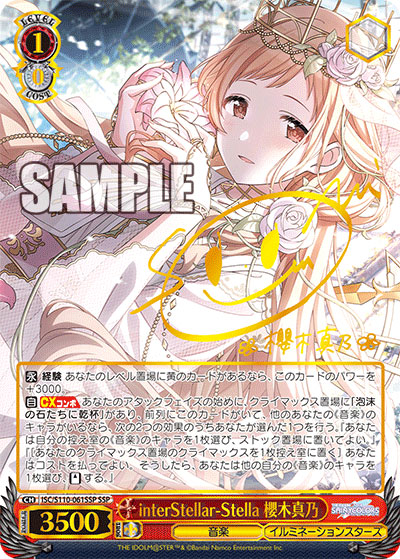 LEVEL
1
0
COST
SAMPLE
櫻木真乃
永 経験 あなたのレベル置場に黄のカードがあるなら、このカードのパワーを
+3000。
自 CXコンボ あなたのアタックフェイズの始めに、クライマックス置場に「泡沫
の石たちに乾杯」があり、前列にこのカードがいて、他のあなたの《音楽》の
キャラがいるなら、次の2つの効果のうちあなたが選んだ1つを行う。『あなた
は自分の控え室の《音楽》のキャラを1枚選び、ストック置場に置いてよい。』
『[あなたのクライマックス置場のクライマックスを1枚控え室に置く] あなた
はコストを払ってよい。そうしたら、あなたは他の自分の《音楽》のキャラを
1枚選び、【 】する。』
CH ISC/S110-061SSP SSP
POWER
3500
interStellar-Stella 櫻木真乃
THE IDOLM@STER SHINYCOLORS
音楽
イルミネーションスターズ
THE IDOLM@STER™ & ©Bandai Namco Entertainment Inc.